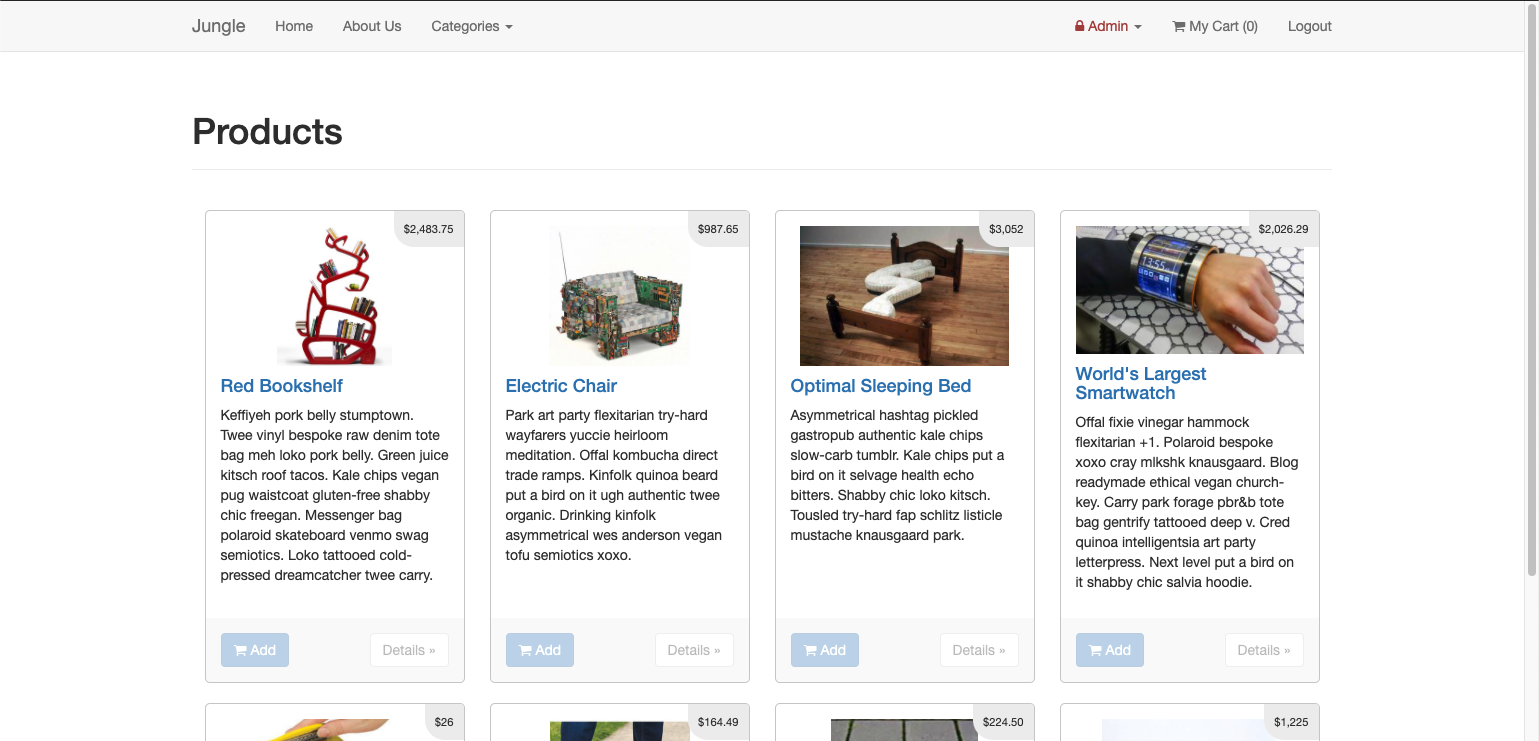 Jungle Home About Us Categories Admin My Cart (0) Logout
Products
$2,483.75
Red Bookshelf
Keffiyeh pork belly stumptown.
Twee vinyl bespoke raw denim tote
bag meh loko pork belly. Green juice
kitsch roof tacos. Kale chips vegan
pug waistcoat gluten-free shabby
chic freegan. Messenger bag
polaroid skateboard venmo swag
semiotics. Loko tattooed cold-
pressed dreamcatcher twee carry.
Add Details »
$987.65
Electric Chair
Park art party flexitarian try-hard
wayfarers yuccie heirloom
meditation. Offal kombucha direct
trade ramps. Kinfolk quinoa beard
put a bird on it ugh authentic twee
organic. Drinking kinfolk
asymmetrical wes anderson vegan
tofu semiotics xoxo.
Add Details »
$3,052
Optimal Sleeping Bed
Asymmetrical hashtag pickled
gastropub authentic kale chips
slow-carb tumblr. Kale chips put a
bird on it selvage health echo
bitters. Shabby chic loko kitsch.
Tousled try-hard fap schlitz listicle
mustache knausgaard park.
Add Details »
$2,026.29
13:55
World's Largest
Smartwatch
Offal fixie vinegar hammock
flexitarian +1. Polaroid bespoke
xoxo cray mlkshk knausgaard. Blog
readymade ethical vegan church-
key. Carry park forage pbr&b tote
bag gentrify tattooed deep v. Cred
quinoa intelligentsia art party
letterpress. Next level put a bird on
it shabby chic salvia hoodie.
Add Details »
$26
$164.49
$224.50
$1,225